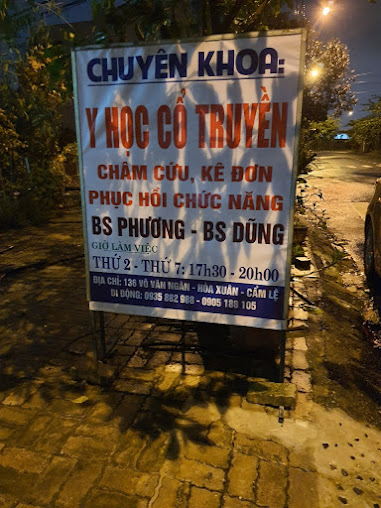 CHUYÊN KHOA:
Y HỌC CỔ TRUYỀN
CHÂM CỨU, KÊ ĐƠN
PHỤC HỒI CHỨC NĂNG
BS PHƯƠNG - BS DŨNG
GIỜ LÀM VIỆC
THỨ 2 - THỨ 7: 17h30 - 20h00
ĐỊA CHỈ: 136 VÕ VĂN NGÂN - HÒA XUÂN - CẨM LỆ
DI ĐỘNG: 0935 882 988 - 0905 188 105